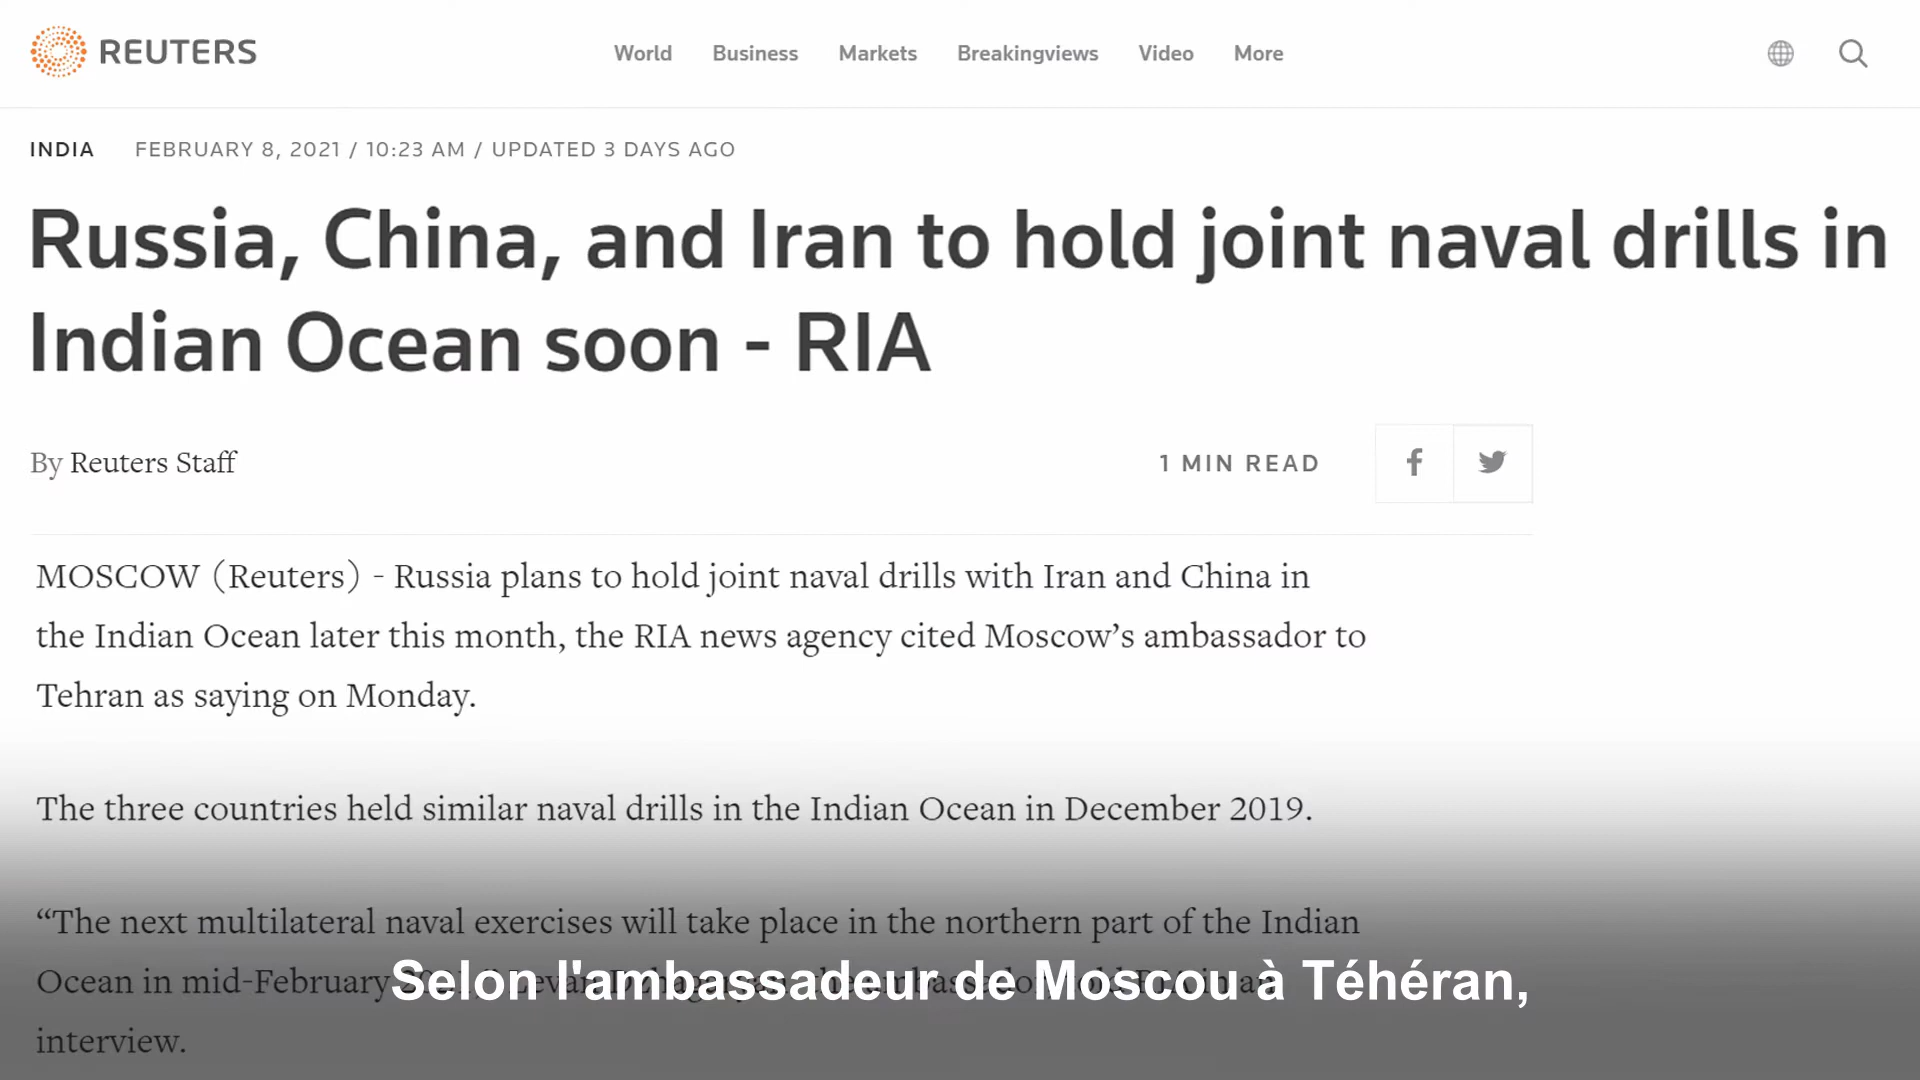 REUTERS
World Business Markets Breakingviews Video More
INDIA FEBRUARY 8, 2021 / 10:23 AM / UPDATED 3 DAYS AGO
Russia, China, and Iran to hold joint naval drills in
Indian Ocean soon - RIA
By Reuters Staff
1 MIN READ
MOSCOW (Reuters) - Russia plans to hold joint naval drills with Iran and China in
the Indian Ocean later this month, the RIA news agency cited Moscow’s ambassador to
Tehran as saying on Monday.
The three countries held similar naval drills in the Indian Ocean in December 2019.
“The next multilateral naval exercises will take place in the northern part of the Indian
Ocean in mid-February
interview.
Selon l'ambassadeur de Moscou à Téhéran,